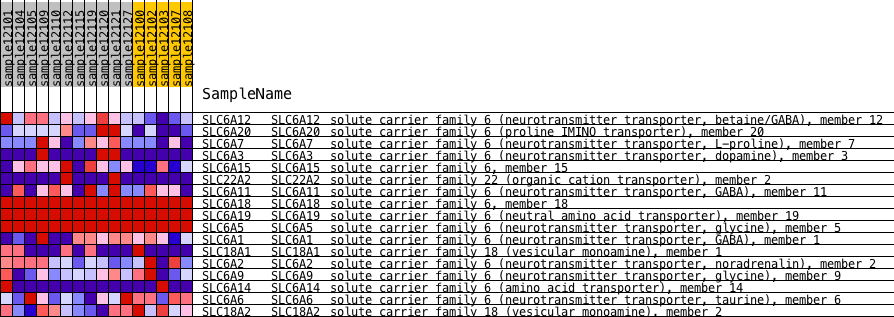 sample12101
sample12104
sample12105
sample12109
sample12110
sample12112
sample12115
sample12119
sample12120
sample12121
sample12127
sample12100
sample12102
sample12103
sample12107
sample12108
SampleName
SLC6A12 SLC6A12 solute carrier family 6 (neurotransmitter transporter, betaine/GABA), member 12
SLC6A20 SLC6A20 solute carrier family 6 (proline IMINO transporter), member 20
SLC6A7 SLC6A7 solute carrier family 6 (neurotransmitter transporter, L-proline), member 7
SLC6A3 SLC6A3 solute carrier family 6 (neurotransmitter transporter, dopamine), member 3
SLC6A15 SLC6A15 solute carrier family 6, member 15
SLC22A2 SLC22A2 solute carrier family 22 (organic cation transporter), member 2
SLC6A11 SLC6A11 solute carrier family 6 (neurotransmitter transporter, GABA), member 11
SLC6A18 SLC6A18 solute carrier family 6, member 18
SLC6A19 SLC6A19 solute carrier family 6 (neutral amino acid transporter), member 19
SLC6A5 SLC6A5 solute carrier family 6 (neurotransmitter transporter, glycine), member 5
SLC6A1 SLC6A1 solute carrier family 6 (neurotransmitter transporter, GABA), member 1
SLC18A1 SLC18A1 solute carrier family 18 (vesicular monoamine), member 1
SLC6A2 SLC6A2 solute carrier family 6 (neurotransmitter transporter, noradrenalin), member 2
SLC6A9 SLC6A9 solute carrier family 6 (neurotransmitter transporter, glycine), member 9
SLC6A14 SLC6A14 solute carrier family 6 (amino acid transporter), member 14
SLC6A6 SLC6A6 solute carrier family 6 (neurotransmitter transporter, taurine), member 6
SLC18A2 SLC18A2 solute carrier family 18 (vesicular monoamine), member 2